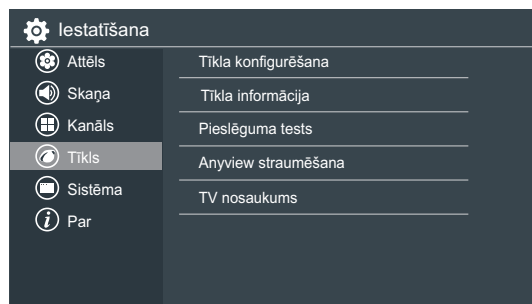 Iestatīšana
Attēls
Skaņa
Kanāls
Tīkls
Sistēma
Par
Tīkla konfigurēšana
Tīkla informācija
Pieslēguma tests
Anyview straumēšana
TV nosaukums